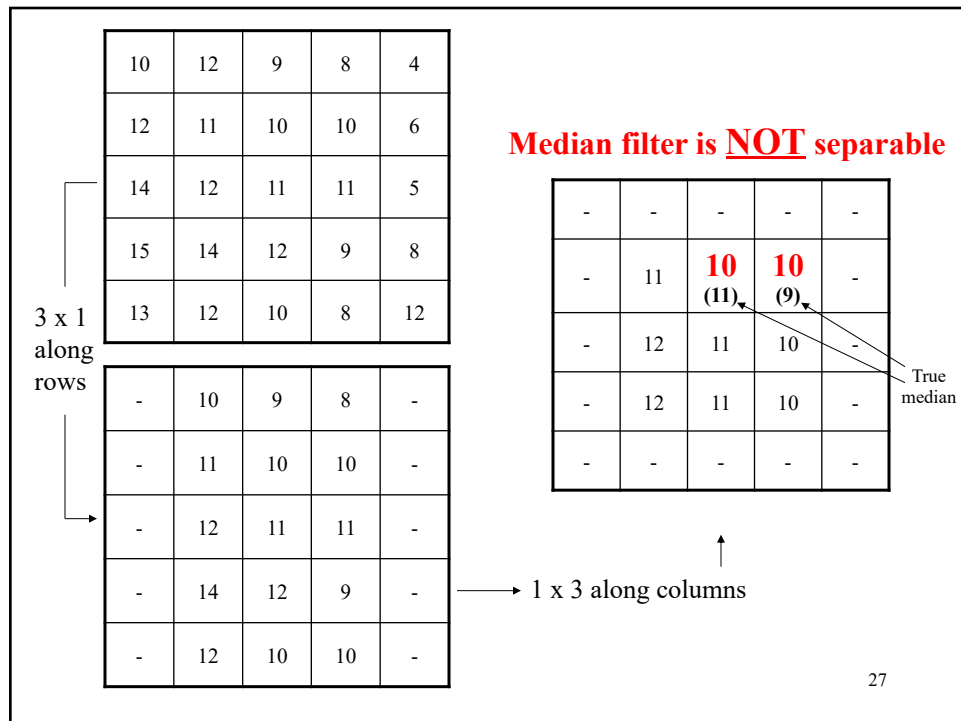 10 12 9 8 4
12 11 10 10 6
14 12 11 11 5
15 14 12 9 8
13 12 10 8 12
3 x 1
along
rows
- 10 9 8 -
- 11 10 10 -
- 12 11 11 -
- 14 12 9 -
- 12 10 10 -
1 x 3 along columns
Median filter is NOT separable
- - - - -
- 11 10 10 -
(11) (9)
- 12 11 10 -
- 12 11 10 -
- - - - -
True
median
27